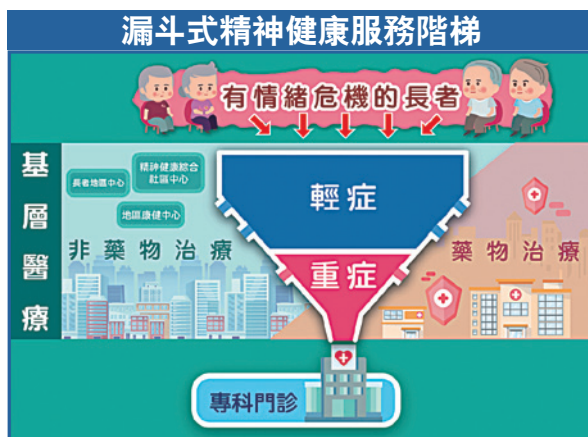 漏斗式精神健康服務階梯
有情緒危機的長者
基層醫療
長者地區中心
精神健康綜合
社區中心
地區康健中心
非藥物治療
輕症
重症
藥物治療
專科門診